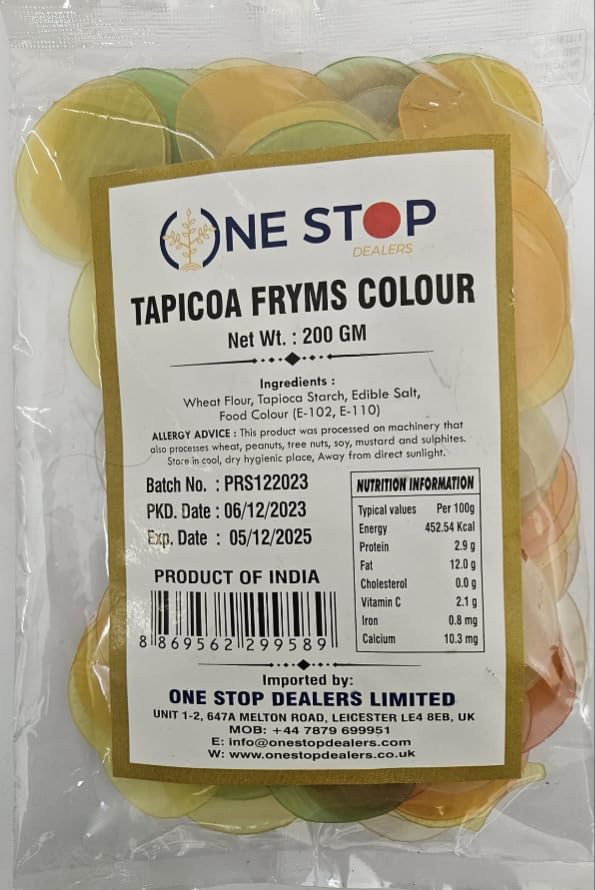 ONE STOP
DEALERS
TAPICOA FRYMS COLOUR
Net Wt. : 200 GM
Ingredients :
Wheat Flour, Tapioca Starch, Edible Salt,
Food Colour (E-102, E-110)
ALLERGY ADVICE : This product was processed on machinery that
also processes wheat, peanuts, tree nuts, soy, mustard and sulphites.
Store in cool, dry hygienic place, Away from direct sunlight.
Batch No. : PRS122023
PKD. Date : 06/12/2023
Exp. Date : 05/12/2025
PRODUCT OF INDIA
8 869562 299589
NUTRITION INFORMATION
Typical values Per 100g
Energy 452.54 Kcal
Protein 2.9 g
Fat 12.0 g
Cholesterol 0.0 g
Vitamin C 2.1 g
Iron 0.8 mg
Calcium 10.3 mg
Imported by:
ONE STOP DEALERS LIMITED
UNIT 1-2, 647A MELTON ROAD, LEICESTER LE4 8EB, UK
MOB: +44 7879 699951
E: info@onestopdealers.com
W: www.onestopdealers.co.uk